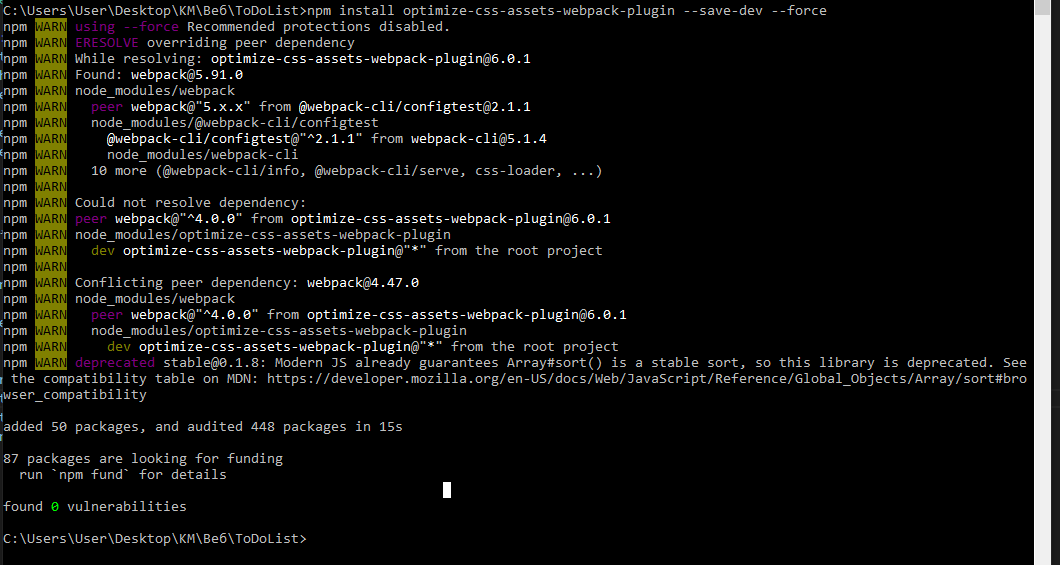 C:\Users\User\Desktop\KM\Веб\ToDoList>npm install optimize-css-assets-webpack-plugin --save-dev --force
npm WARN using --force Recommended protections disabled.
npm WARN ERESOLVE overriding peer dependency
npm WARN While resolving: optimize-css-assets-webpack-plugin@6.0.1
npm WARN Found: webpack@5.91.0
npm WARN node_modules/webpack
npm WARN   peer webpack@"5.x.x" from @webpack-cli/configtest@2.1.1
npm WARN   node_modules/@webpack-cli/configtest
npm WARN     @webpack-cli/configtest@"^2.1.1" from webpack-cli@5.1.4
npm WARN     node_modules/webpack-cli
npm WARN   10 more (@webpack-cli/info, @webpack-cli/serve, css-loader, ...)
npm WARN
npm WARN Could not resolve dependency:
npm WARN peer webpack@"^4.0.0" from optimize-css-assets-webpack-plugin@6.0.1
npm WARN node_modules/optimize-css-assets-webpack-plugin
npm WARN   dev optimize-css-assets-webpack-plugin@"*" from the root project
npm WARN
npm WARN Conflicting peer dependency: webpack@4.47.0
npm WARN node_modules/webpack
npm WARN   peer webpack@"^4.0.0" from optimize-css-assets-webpack-plugin@6.0.1
npm WARN   node_modules/optimize-css-assets-webpack-plugin
npm WARN     dev optimize-css-assets-webpack-plugin@"*" from the root project
npm WARN deprecated stable@0.1.8: Modern JS already guarantees Array#sort() is a stable sort, so this library is deprecated. See
 the compatibility table on MDN: https://developer.mozilla.org/en-US/docs/Web/JavaScript/Reference/Global_Objects/Array/sort#bro
wser_compatibility
added 50 packages, and audited 448 packages in 15s
87 packages are looking for funding
  run `npm fund` for details
found 0 vulnerabilities
C:\Users\User\Desktop\KM\Веб\ToDoList>